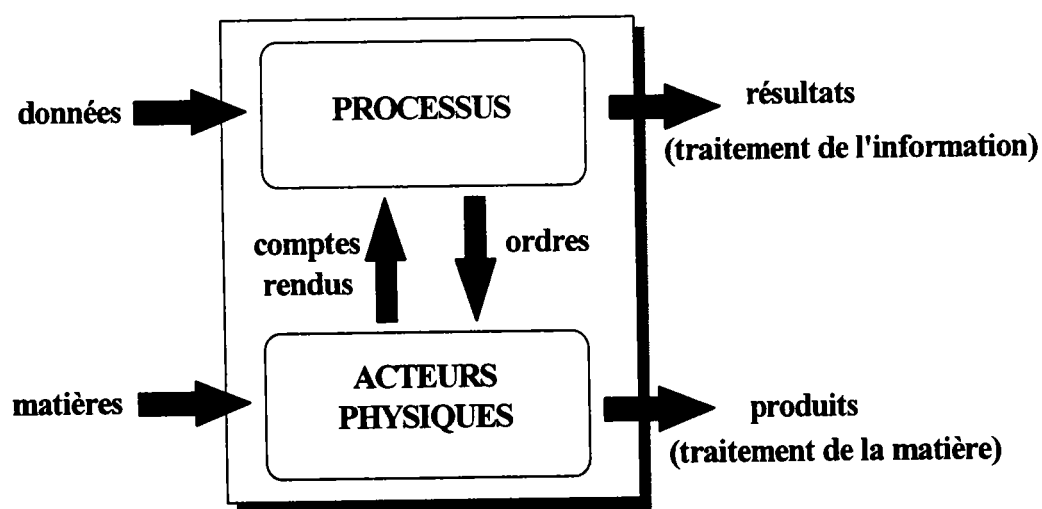 données
PROCESSUS
résultats
(traitement de l'information)
comptes
rendus
ordres
matières
ACTEURS
PHYSIQUES
produits
(traitement de la matière)